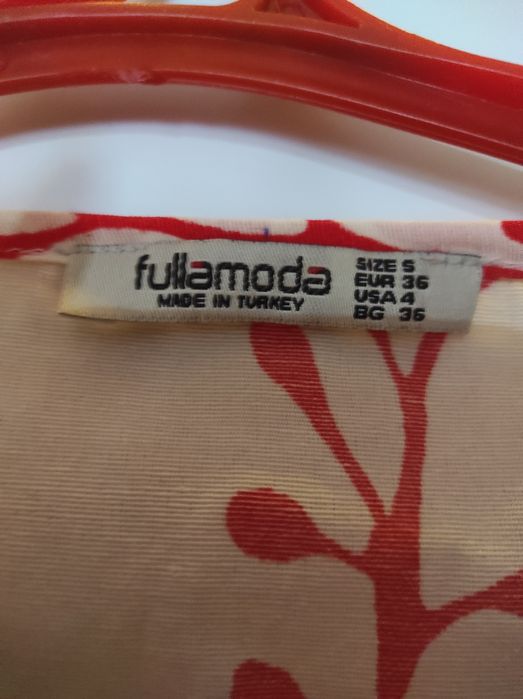 fullamoda
MADE IN TURKEY
SIZE S
EUR 36
USA 4
BG 36